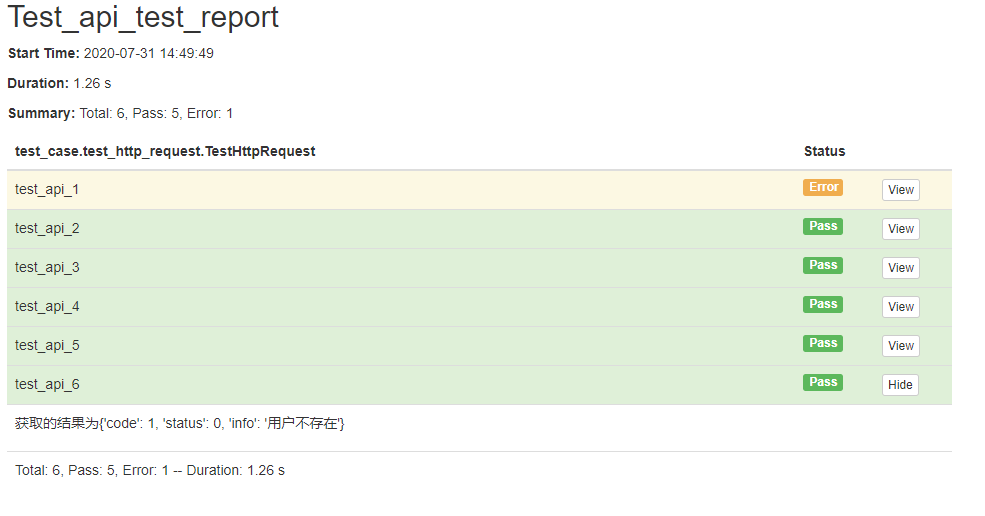 Test_api_test_report
Start Time: 2020-07-31 14:49:49
Duration: 1.26 s
Summary: Total: 6, Pass: 5, Error: 1
test_case.test_http_request.TestHttpRequest Status
test_api_1 Error View
test_api_2 Pass View
test_api_3 Pass View
test_api_4 Pass View
test_api_5 Pass View
test_api_6 Pass Hide
获取的结果为{'code': 1, 'status': 0, 'info': '用户不存在'}
Total: 6, Pass: 5, Error: 1 -- Duration: 1.26 s